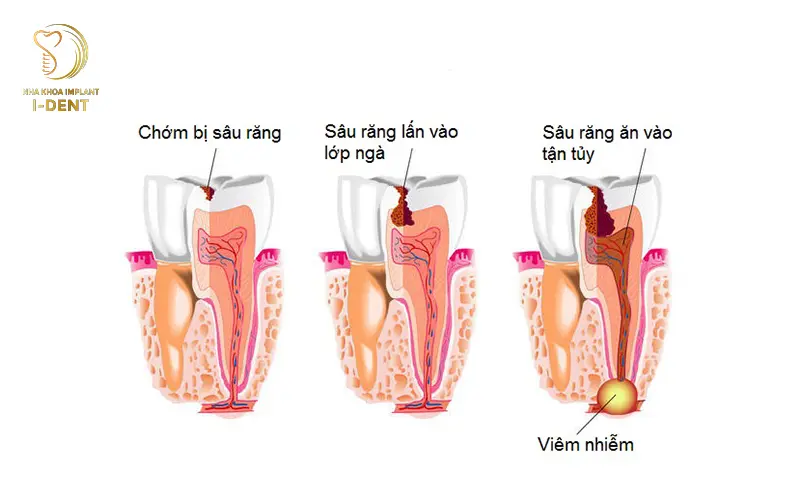 NHA KHOA IMPLANT
I-DENT
Chớm bị sâu răng
Sâu răng lấn vào
lớp ngà
Sâu răng ăn vào
tận tủy
Viêm nhiễm